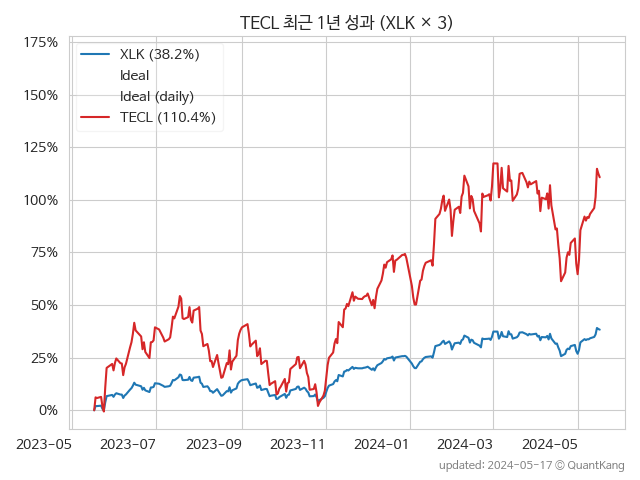 TECL 최근 1년 성과 (XLK × 3)
175%
150%
125%
100%
75%
50%
25%
0%
XLK (38.2%)
Ideal
Ideal (daily)
TECL (110.4%)
2023−05
2023−07
2023−09
2023−11
2024−01
2024−03
2024−05
updated: 2024-05-17 © QuantKang